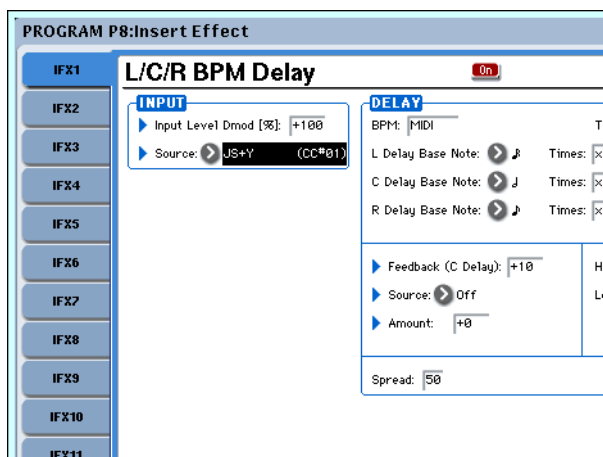 PROGRAM P8:Insert Effect
IFX1
L/C/R BPM Delay
On
IFX2
INPUT
Input Level Dmod [%]: +100
Source: JS+Y (CC#01)
DELAY
BPM: MIDI
L Delay Base Note: Times: x
C Delay Base Note: Times: x
R Delay Base Note: Times: x
IFX3
IFX4
IFX5
IFX6
Feedback (C Delay): +10
Source: Off
Amount: +0
IFX7
IFX8
IFX9
Spread: 50
IFX10
IFX11